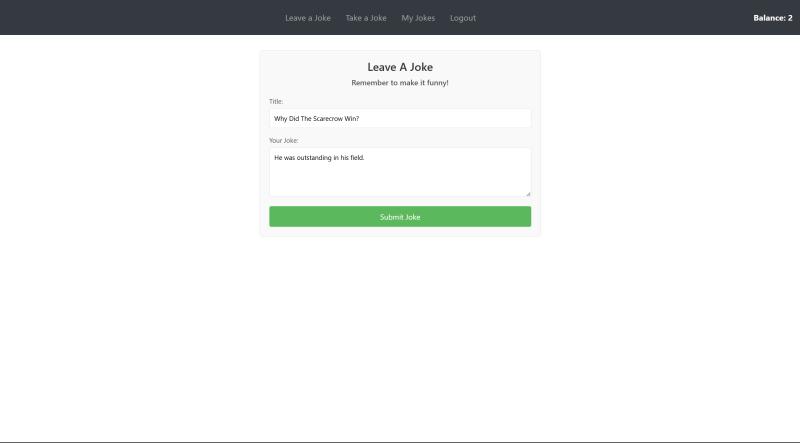 Leave a Joke Take a Joke My Jokes Logout Balance: 2
Leave A Joke
Remember to make it funny!
Title:
Why Did The Scarecrow Win?
Your Joke:
He was outstanding in his field.
Submit Joke